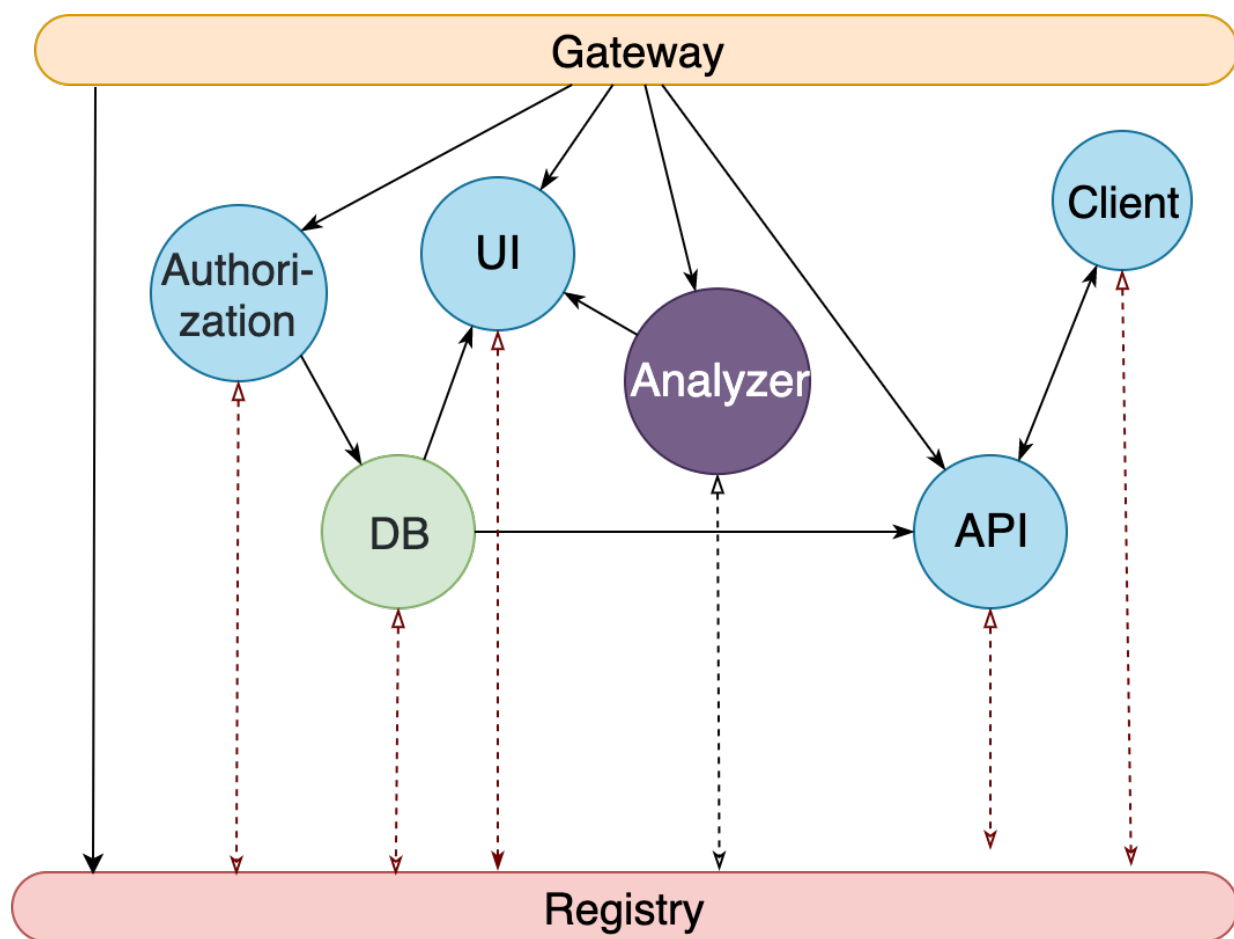 Gateway
Client
UI
Authori-
zation
Analyzer
DB
API
Registry